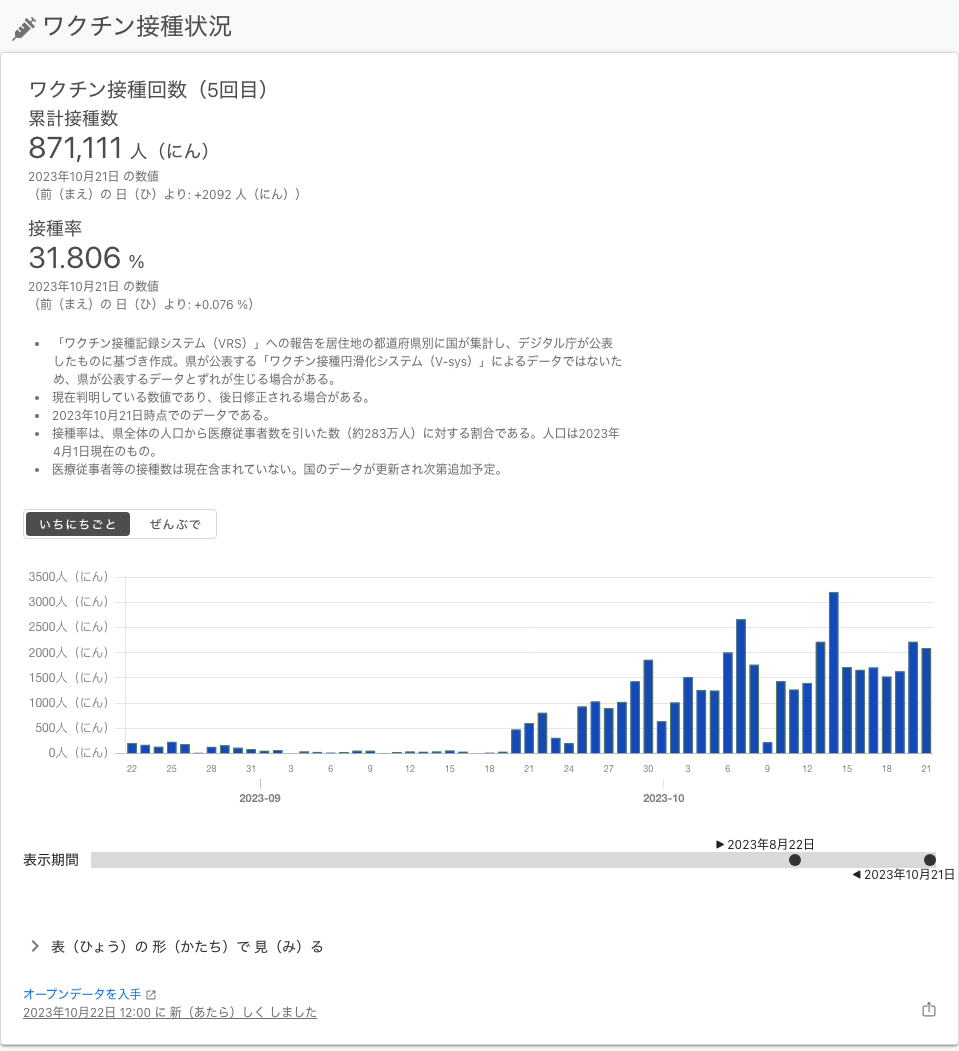 ワクチン接種状況
ワクチン接種回数（5回目）
累計接種数
871,111 人（にん）
2023年10月21日 の数値
（前（まえ）の 日（ひ）より: +2092 人（にん））
接種率
31.806 %
2023年10月21日 の数値
（前（まえ）の 日（ひ）より: +0.076 %）
• 「ワクチン接種記録システム（VRS）」への報告を居住地の都道府県別に国が集計し、デジタル庁が公表
したものに基づき作成。県が公表する「ワクチン接種円滑化システム（V-sys）」によるデータではないた
め、県が公表するデータとずれが生じる場合がある。
• 現在判明している数値であり、後日修正される場合がある。
• 2023年10月21日時点でのデータである。
• 接種率は、県全体の人口から医療従事者数を引いた数（約283万人）に対する割合である。人口は2023年
4月1日現在のもの。
• 医療従事者等の接種数は現在含まれていない。国のデータが更新され次第追加予定。
いちにちごと ぜんぶで
3500人（にん）
3000人（にん）
2500人（にん）
2000人（にん）
1500人（にん）
1000人（にん）
500人（にん）
0人（にん）
22 25 28 31 3 6 9 12 15 18 21 24 27 30 3 6 9 12 15 18 21
2023-09 2023-10
▶ 2023年8月22日
表示期間
◀ 2023年10月21日
表（ひょう）の 形（かたち）で 見（み）る
オープンデータを入手
2023年10月22日 12:00 に 新（あたら）しく しました